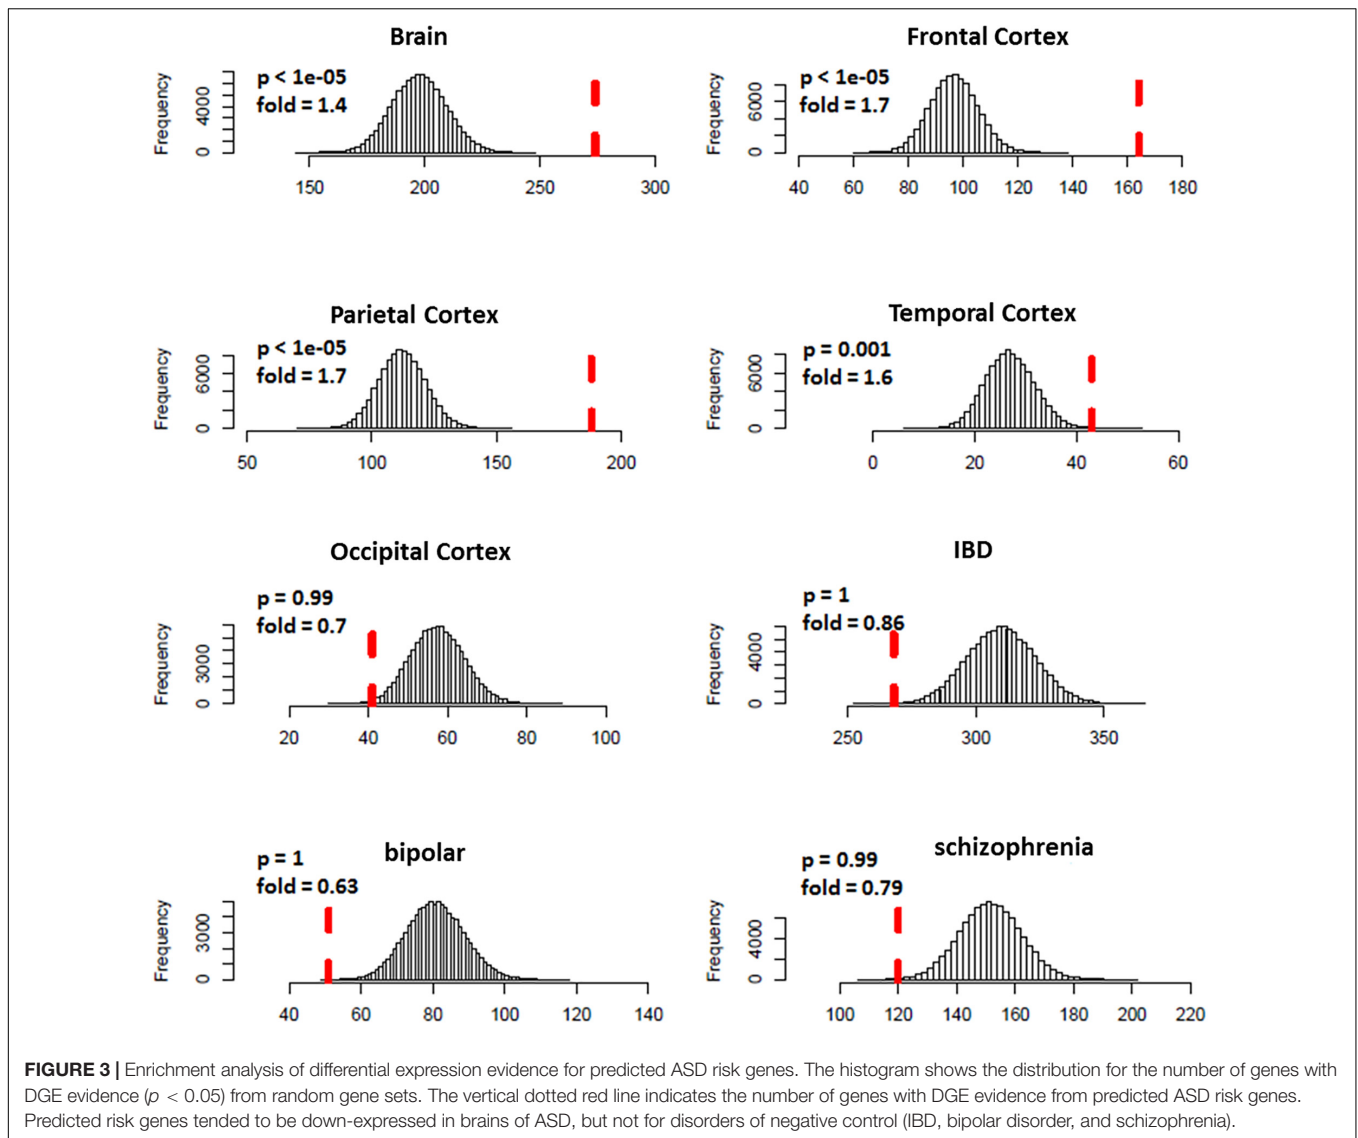 Brain
Frequency
p < 1e-05
fold = 1.4
0 4000
150 200 250 300
Frontal Cortex
Frequency
p < 1e-05
fold = 1.7
0 6000
40 60 80 100 120 140 160 180
Parietal Cortex
Frequency
p < 1e-05
fold = 1.7
0 6000
50 100 150 200
Temporal Cortex
Frequency
p = 0.001
fold = 1.6
0 6000
0 20 40 60
Occipital Cortex
Frequency
p = 0.99
fold = 0.7
0 3000
20 40 60 80 100
IBD
Frequency
p = 1
fold = 0.86
0 4000
250 300 350
bipolar
Frequency
p = 1
fold = 0.63
0 3000
40 60 80 100 120 140
schizophrenia
Frequency
p = 0.99
fold = 0.79
0 4000
100 120 140 160 180 200 220
FIGURE 3 | Enrichment analysis of differential expression evidence for predicted ASD risk genes. The histogram shows the distribution for the number of genes with
DGE evidence (p < 0.05) from random gene sets. The vertical dotted red line indicates the number of genes with DGE evidence from predicted ASD risk genes.
Predicted risk genes tended to be down-expressed in brains of ASD, but not for disorders of negative control (IBD, bipolar disorder, and schizophrenia).